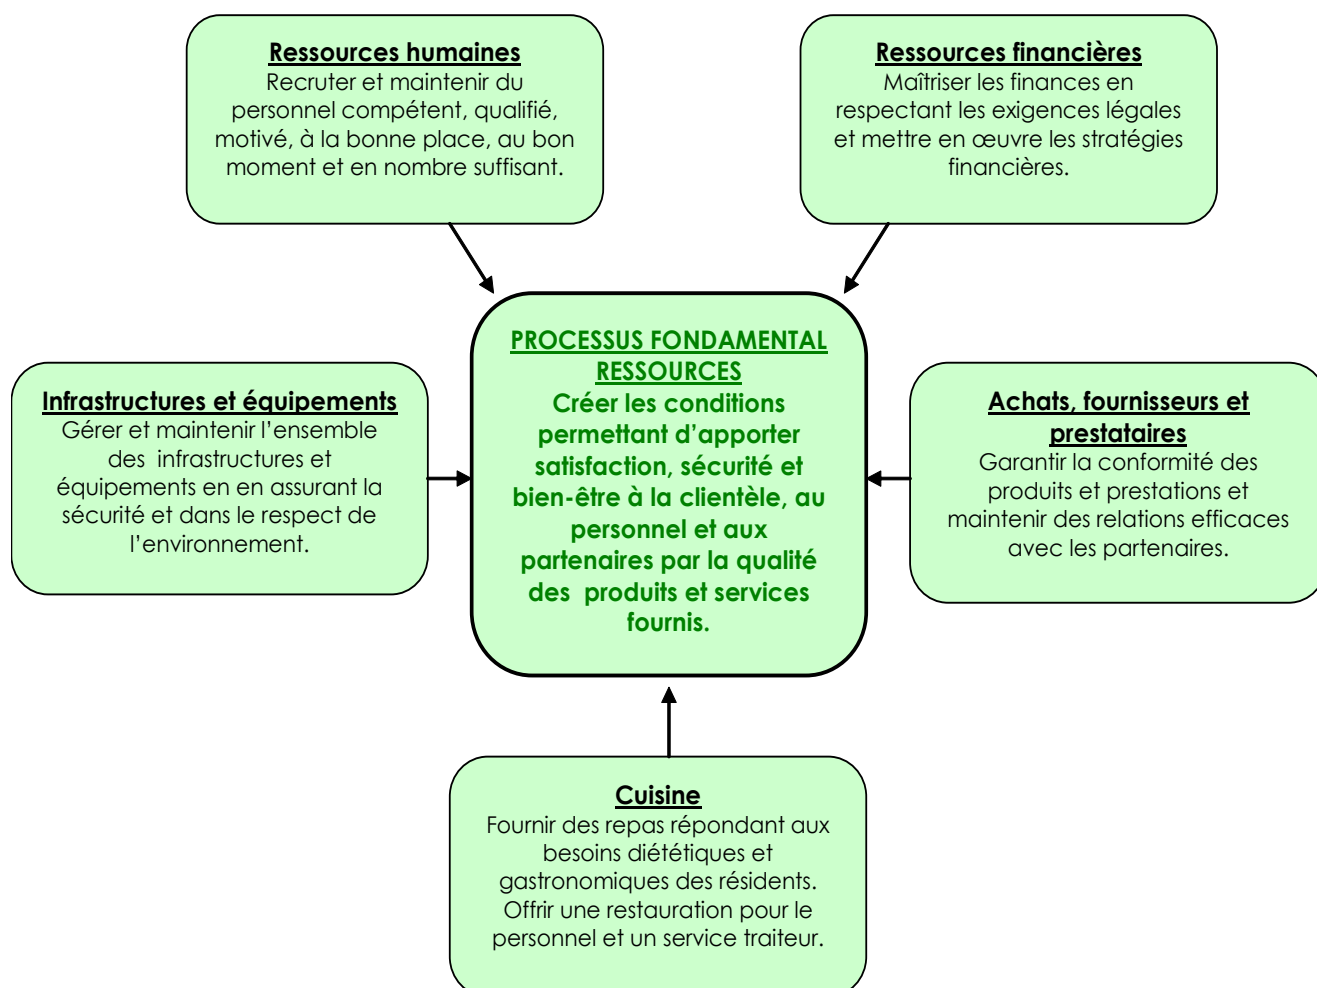 Ressources humaines
Recruter et maintenir du
personnel compétent, qualifié,
motivé, à la bonne place, au bon
moment et en nombre suffisant.
Ressources financières
Maîtriser les finances en
respectant les exigences légales
et mettre en œuvre les stratégies
financières.
PROCESSUS FONDAMENTAL
RESSOURCES
Créer les conditions
permettant d’apporter
satisfaction, sécurité et
bien-être à la clientèle, au
personnel et aux
partenaires par la qualité
des produits et services
fournis.
Infrastructures et équipements
Gérer et maintenir l’ensemble
des infrastructures et
équipements en en assurant la
sécurité et dans le respect de
l’environnement.
Achats, fournisseurs et
prestataires
Garantir la conformité des
produits et prestations et
maintenir des relations efficaces
avec les partenaires.
Cuisine
Fournir des repas répondant aux
besoins diététiques et
gastronomiques des résidents.
Offrir une restauration pour le
personnel et un service traiteur.